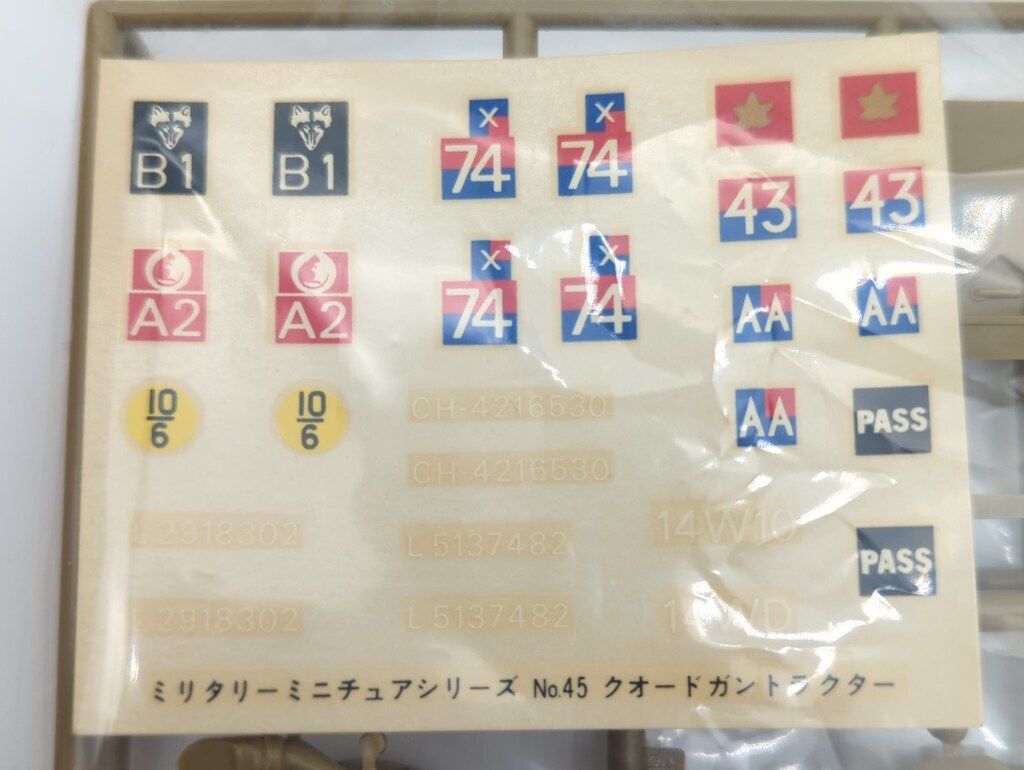 B1 B1 X 74 X 74
43 43
A2 A2 X 74 X 74 AA AA
10/6 10/6 CH-4216530 AA PASS
CH-4216530
L 2918302 L 5137482 14W10 PASS
L 2918302 L 5137482 14WD
ミリタリーミニチュアシリーズ No.45 クオードガントラクター